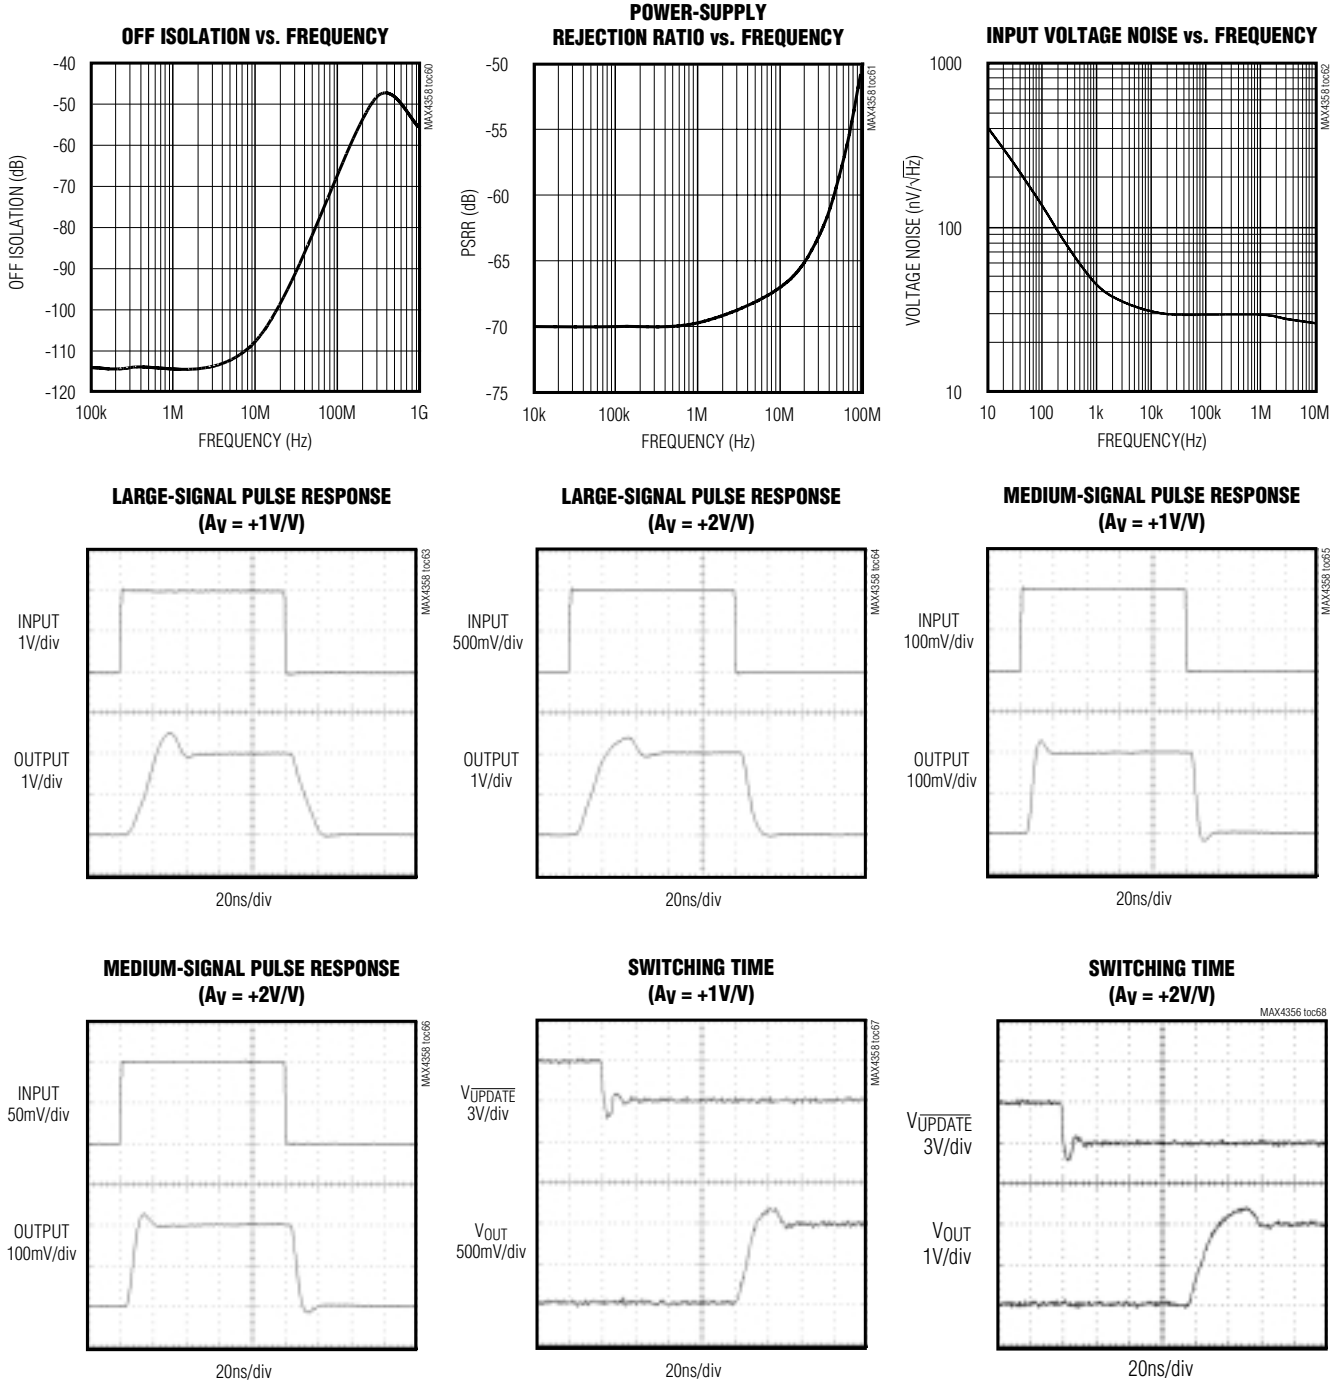 OFF ISOLATION vs. FREQUENCY
-40
-50
-60
-70
-80
-90
-100
-110
-120
OFF ISOLATION (dB)
100k 1M 10M 100M 1G
FREQUENCY (Hz)
MAX4358 toc60
POWER-SUPPLY
REJECTION RATIO vs. FREQUENCY
-50
-55
-60
-65
-70
-75
PSRR (dB)
10k 100k 1M 10M 100M
FREQUENCY (Hz)
MAX4358 toc61
INPUT VOLTAGE NOISE vs. FREQUENCY
1000
100
10
VOLTAGE NOISE (nV/√Hz)
10 100 1k 10k 100k 1M 10M
FREQUENCY(Hz)
MAX4358 toc62
LARGE-SIGNAL PULSE RESPONSE
(AV = +1V/V)
MAX4358 toc63
INPUT
1V/div
OUTPUT
1V/div
20ns/div
LARGE-SIGNAL PULSE RESPONSE
(AV = +2V/V)
MAX4358 toc64
INPUT
500mV/div
OUTPUT
1V/div
20ns/div
MEDIUM-SIGNAL PULSE RESPONSE
(AV = +1V/V)
MAX4358 toc65
INPUT
100mV/div
OUTPUT
100mV/div
20ns/div
MEDIUM-SIGNAL PULSE RESPONSE
(AV = +2V/V)
MAX4358 toc66
INPUT
50mV/div
OUTPUT
100mV/div
20ns/div
SWITCHING TIME
(AV = +1V/V)
MAX4358 toc67
VUPDATE
3V/div
VOUT
500mV/div
20ns/div
SWITCHING TIME
(AV = +2V/V)
MAX4356 toc68
VUPDATE
3V/div
VOUT
1V/div
20ns/div